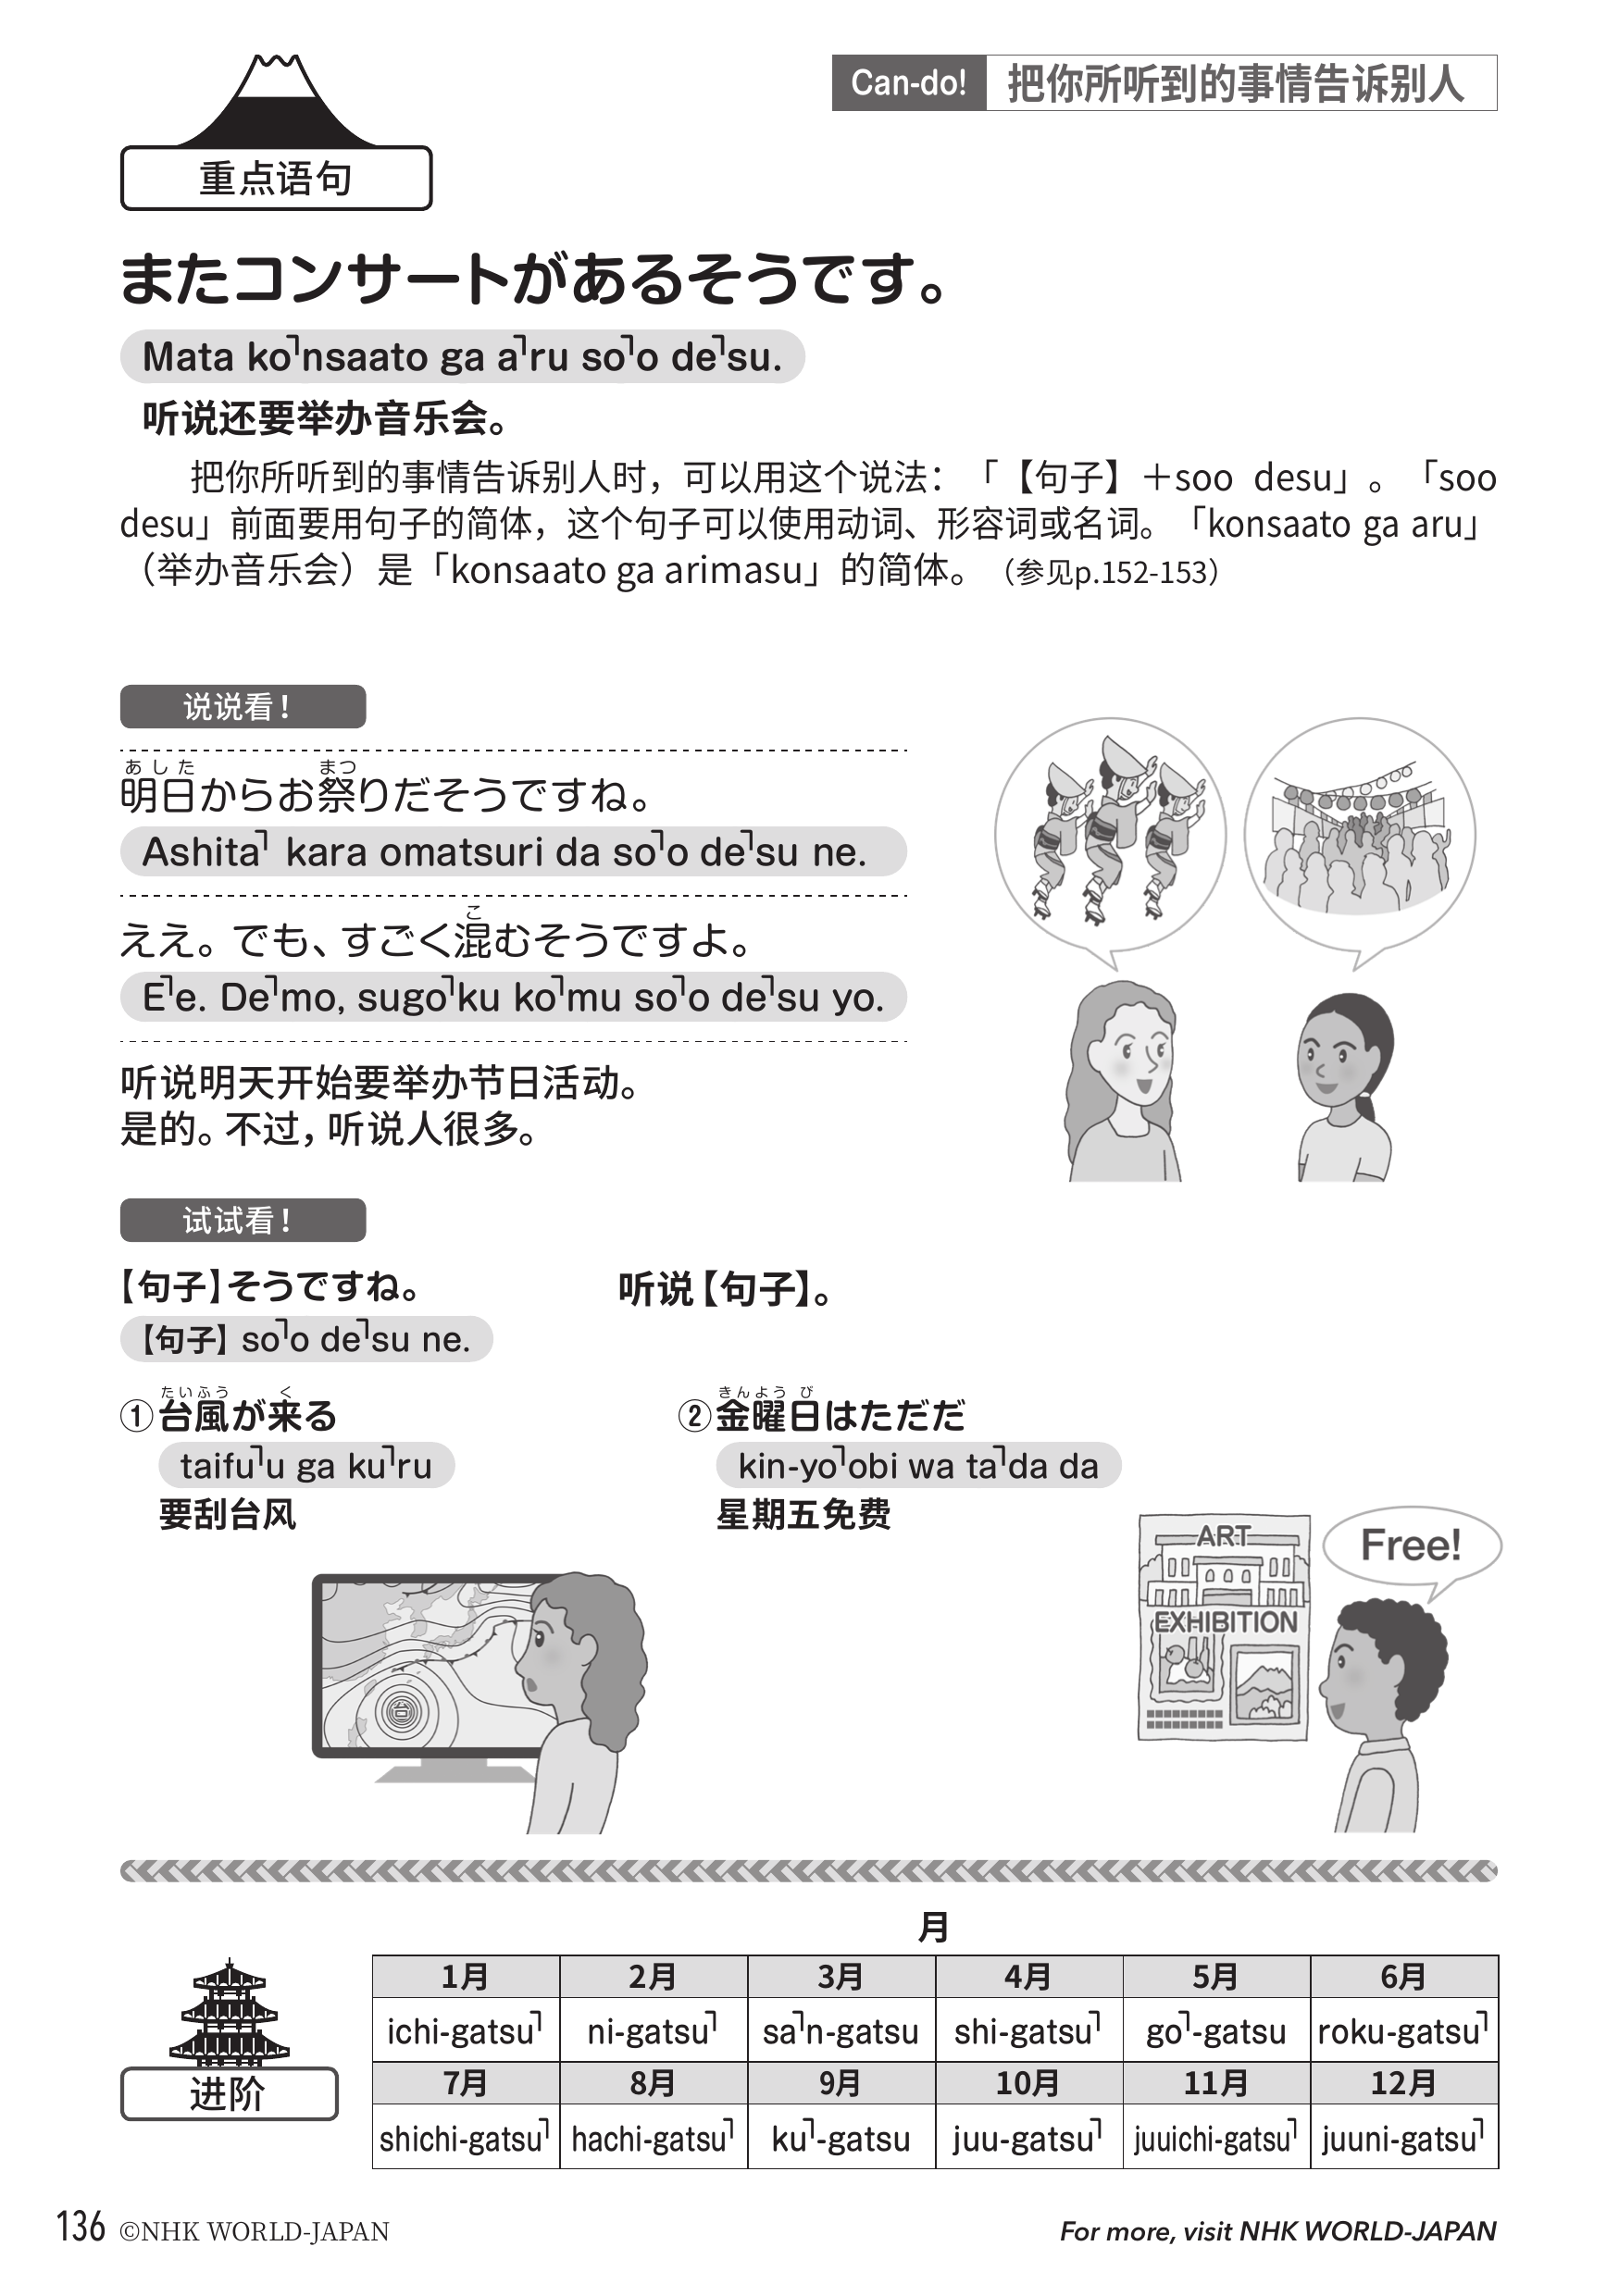 Can-do! 把你所听到的事情告诉别人
重点语句
またコンサートがあるそうです。
Mata ko˥nsaato ga a˥ru so˥o de˥su.
听说还要举办音乐会。
把你所听到的事情告诉别人时，可以用这个说法：「【句子】＋soo desu」。「soo
desu」前面要用句子的简体，这个句子可以使用动词、形容词或名词。「konsaato ga aru」
（举办音乐会）是「konsaato ga arimasu」的简体。（参见p.152-153）
说说看！
あした まつ
明日からお祭りだそうですね。
Ashita˥ kara omatsuri da so˥o de˥su ne.
こ
ええ。でも、すごく混むそうですよ。
E˥e. De˥mo, sugo˥ku ko˥mu so˥o de˥su yo.
听说明天开始要举办节日活动。
是的。不过，听说人很多。
试试看！
【句子】そうですね。 听说【句子】。
【句子】so˥o de˥su ne.
たいふう く
①台風が来る
taifu˥u ga ku˥ru
要刮台风
きんようび
②金曜日はただだ
kin-yo˥obi wa ta˥da da
星期五免费
台
ART
EXHIBITION
Free!
月
进阶
1月 2月 3月 4月 5月 6月
ichi-gatsu˥ ni-gatsu˥ sa˥n-gatsu shi-gatsu˥ go˥-gatsu roku-gatsu˥
7月 8月 9月 10月 11月 12月
shichi-gatsu˥ hachi-gatsu˥ ku˥-gatsu juu-gatsu˥ juuichi-gatsu˥ juuni-gatsu˥
136 ©NHK WORLD-JAPAN For more, visit NHK WORLD-JAPAN